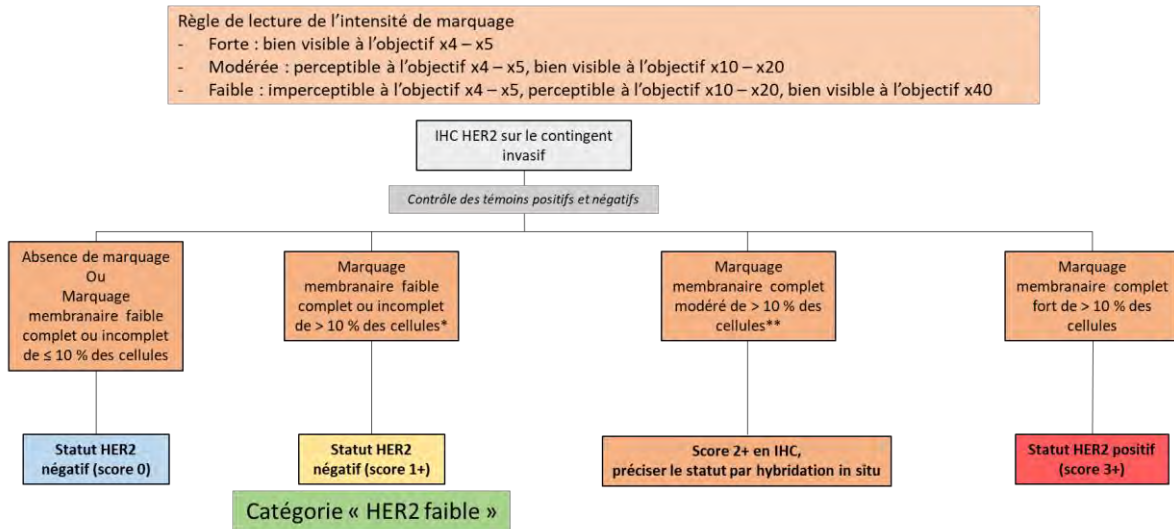 Règle de lecture de l'intensité de marquage
- Forte : bien visible à l'objectif x4 – x5
- Modérée : perceptible à l'objectif x4 – x5, bien visible à l'objectif x10 – x20
- Faible : imperceptible à l'objectif x4 – x5, perceptible à l'objectif x10 – x20, bien visible à l'objectif x40
IHC HER2 sur le contingent
invasif
Contrôle des témoins positifs et négatifs
Absence de marquage
Ou
Marquage
membranaire faible
complet ou incomplet
de ≤ 10 % des cellules
Marquage
membranaire faible
complet ou incomplet
de > 10 % des cellules*
Marquage
membranaire complet
modéré de > 10 % des
cellules**
Marquage
membranaire complet
fort de > 10 % des
cellules
Statut HER2
négatif (score 0)
Statut HER2
négatif (score 1+)
Score 2+ en IHC,
préciser le statut par hybridation in situ
Statut HER2 positif
(score 3+)
Catégorie « HER2 faible »